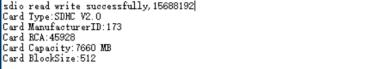 sdio read write successfully,15688192
Card Type:SDHC V2.0
Card ManufacturerID:173
Card RCA:45928
Card Capacity:7660 MB
Card BlockSize:512